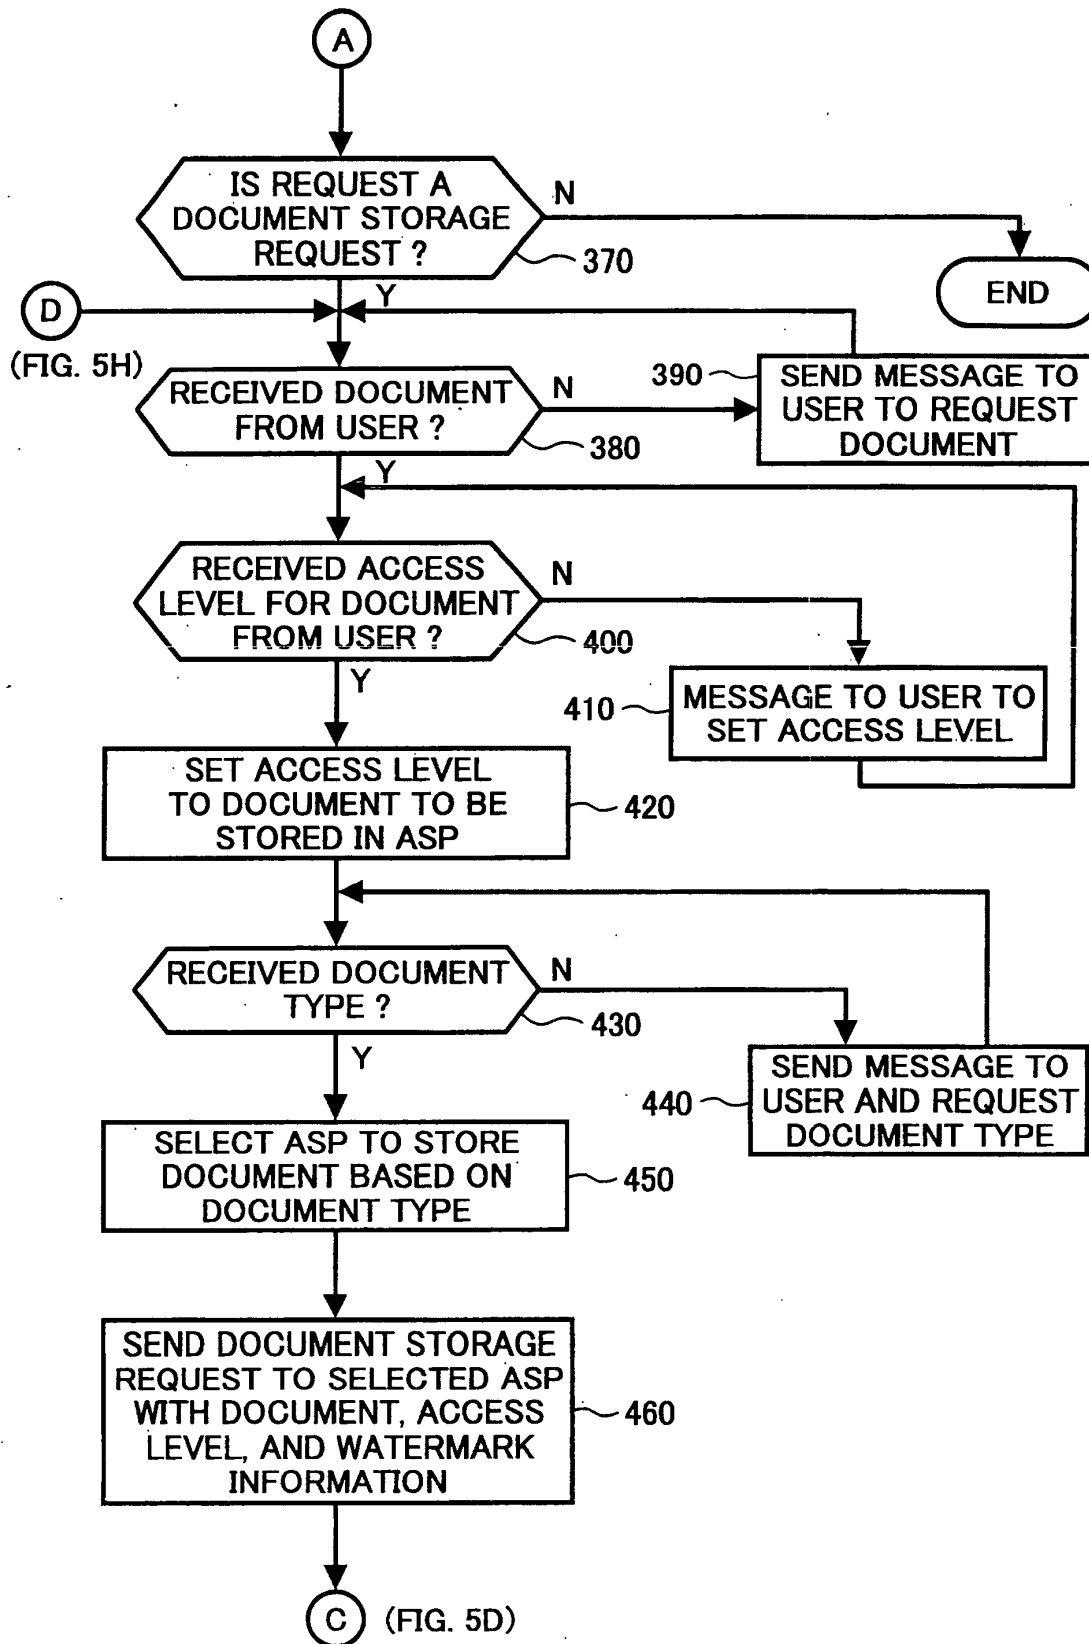 A
IS REQUEST A
DOCUMENT STORAGE
REQUEST ?
N
370
END
Y
D
(FIG. 5H)
RECEIVED DOCUMENT
FROM USER ?
N
380
390
SEND MESSAGE TO
USER TO REQUEST
DOCUMENT
Y
RECEIVED ACCESS
LEVEL FOR DOCUMENT
FROM USER ?
N
400
Y
410
MESSAGE TO USER TO
SET ACCESS LEVEL
SET ACCESS LEVEL
TO DOCUMENT TO BE
STORED IN ASP
420
RECEIVED DOCUMENT
TYPE ?
N
430
Y
440
SEND MESSAGE TO
USER AND REQUEST
DOCUMENT TYPE
SELECT ASP TO STORE
DOCUMENT BASED ON
DOCUMENT TYPE
450
SEND DOCUMENT STORAGE
REQUEST TO SELECTED ASP
WITH DOCUMENT, ACCESS
LEVEL, AND WATERMARK
INFORMATION
460
C
(FIG. 5D)